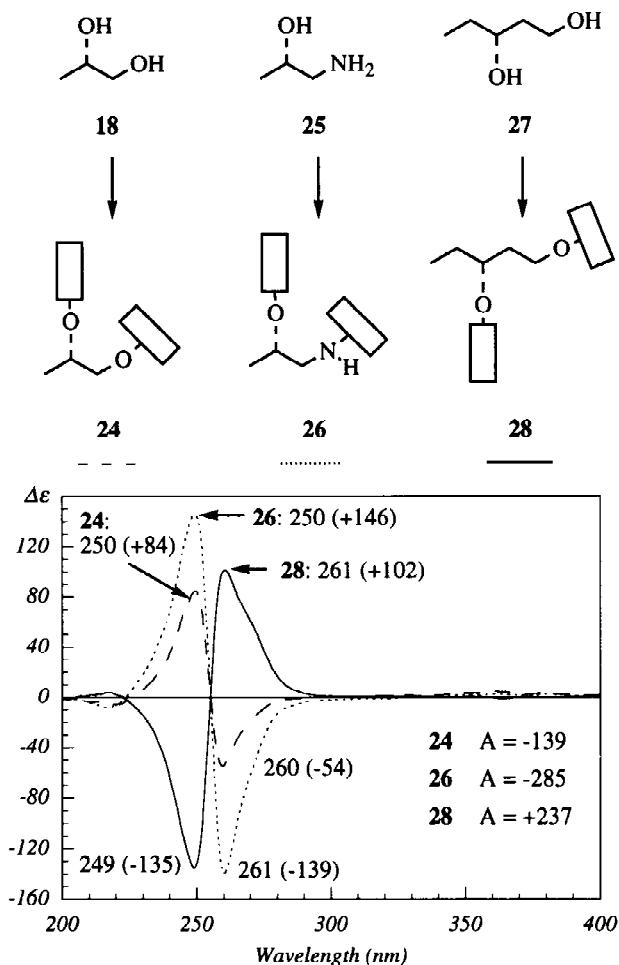 OH OH OH
OH NH2
OH
18 25 27
O O O
O N O
H
24 26 28
Δε
24:
250 (+84)
26: 250 (+146)
28: 261 (+102)
120
80
40
0
-40
-80
-120
-160
260 (-54)
249 (-135)
261 (-139)
24 A = -139
26 A = -285
28 A = +237
200 250 300 350 400
Wavelength (nm)